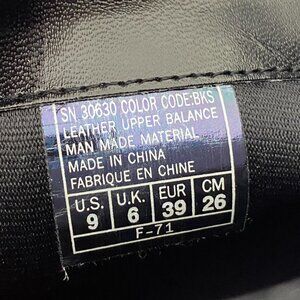 SN 30630 COLOR CODE:BKS
LEATHER UPPER BALANCE
MAN MADE MATERIAL
MADE IN CHINA
FABRIQUE EN CHINE
U.S. U.K. EUR CM
9 6 39 26
F-71